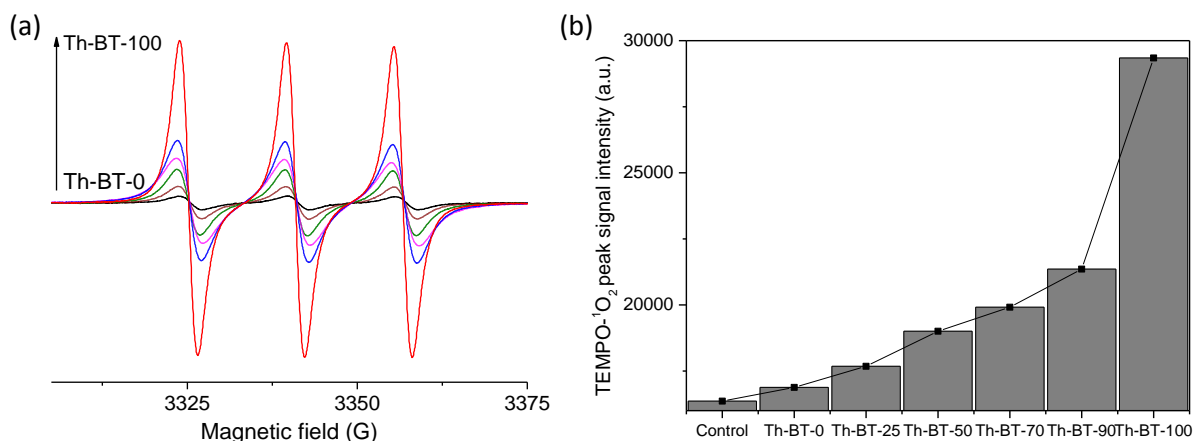 (a)
Th-BT-100
Th-BT-0
3325 3350 3375
Magnetic field (G)
(b)
TEMPO-¹O₂ peak signal intensity (a.u.)
30000
25000
20000
Control Th-BT-0 Th-BT-25 Th-BT-50 Th-BT-70 Th-BT-90 Th-BT-100